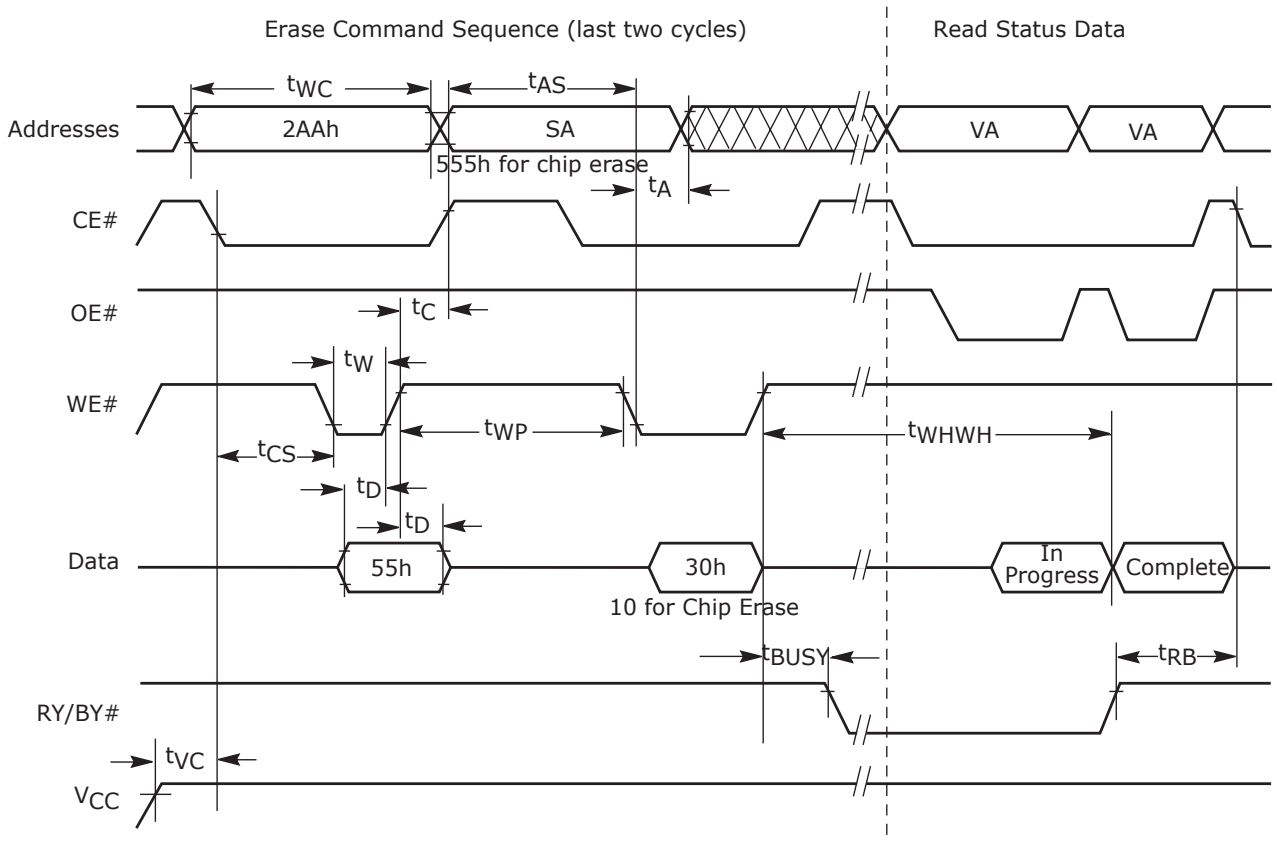 Erase Command Sequence (last two cycles)
Read Status Data
tWC
tAS
Addresses
2AAh
SA
VA
VA
555h for chip erase
tA
CE#
OE#
tC
tW
WE#
tWP
tWHWH
tCS
tD
tD
Data
55h
30h
In
Progress
Complete
10 for Chip Erase
tBUSY
tRB
RY/BY#
tVC
VCC